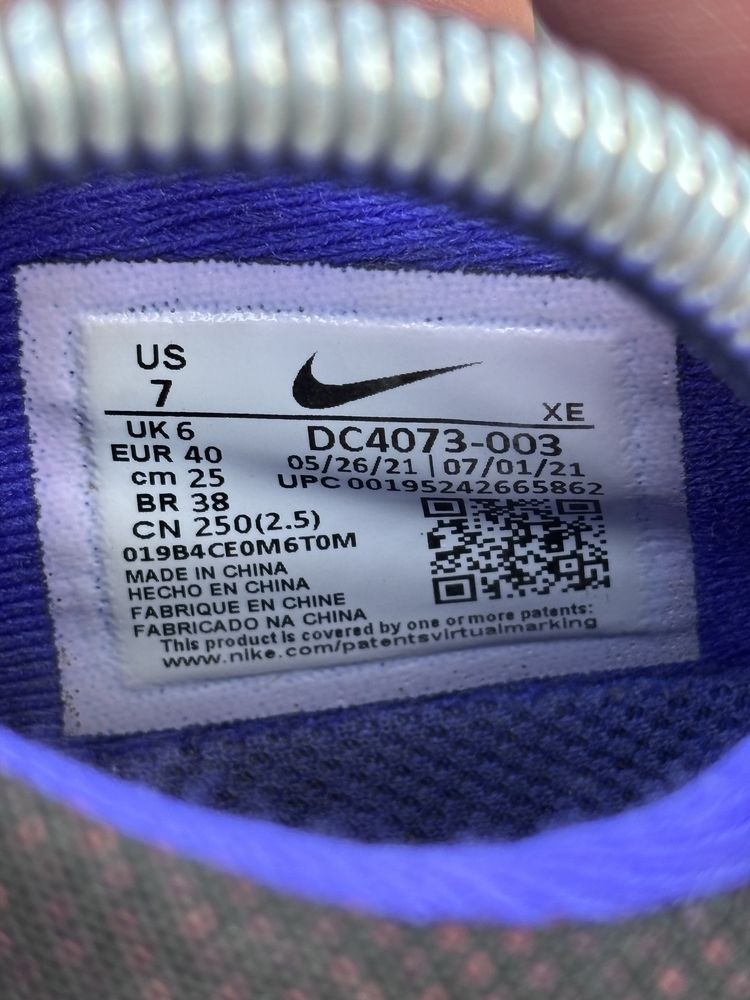 US
7
XE
UK 6
EUR 40
cm 25
BR 38
CN 250(2.5)
DC4073-003
05/26/21 | 07/01/21
UPC 00195242665862
019B4CE0M6T0M
MADE IN CHINA
HECHO EN CHINA
FABRIQUE EN CHINE
FABRICADO NA CHINA
This product is covered by one or more patents:
www.nike.com/patentsvirtualmarking